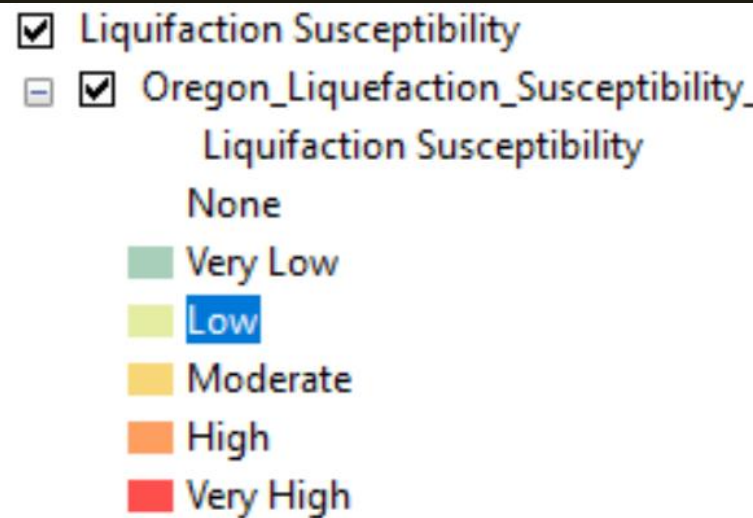 Liquifaction Susceptibility
Oregon_Liquefaction_Susceptibility_
Liquifaction Susceptibility
None
Very Low
Low
Moderate
High
Very High